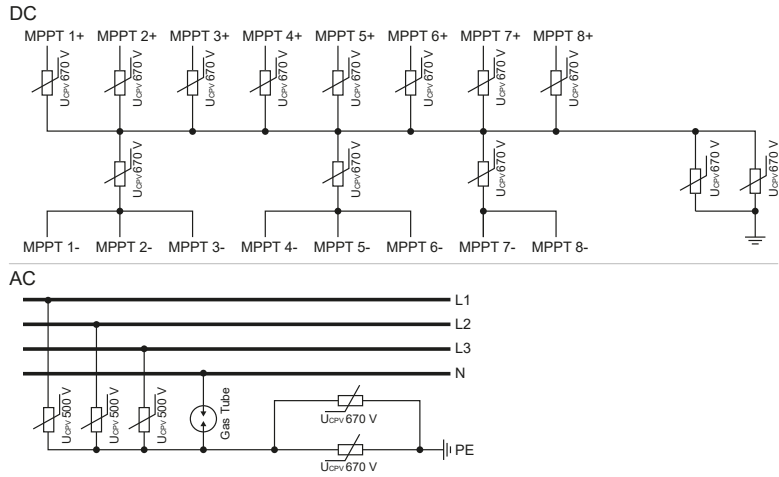 DC
MPPT 1+ MPPT 2+ MPPT 3+ MPPT 4+ MPPT 5+ MPPT 6+ MPPT 7+ MPPT 8+
UCPV 670 V
UCPV 670 V
UCPV 670 V
UCPV 670 V
UCPV 670 V
UCPV 670 V
UCPV 670 V
UCPV 670 V
UCPV 670 V
UCPV 670 V
UCPV 670 V
UCPV 670 V
UCPV 670 V
MPPT 1- MPPT 2- MPPT 3- MPPT 4- MPPT 5- MPPT 6- MPPT 7- MPPT 8-
AC
L1
L2
L3
N
UCPV 500 V
UCPV 500 V
UCPV 500 V
Gas Tube
UCPV 670 V
PE
UCPV 670 V